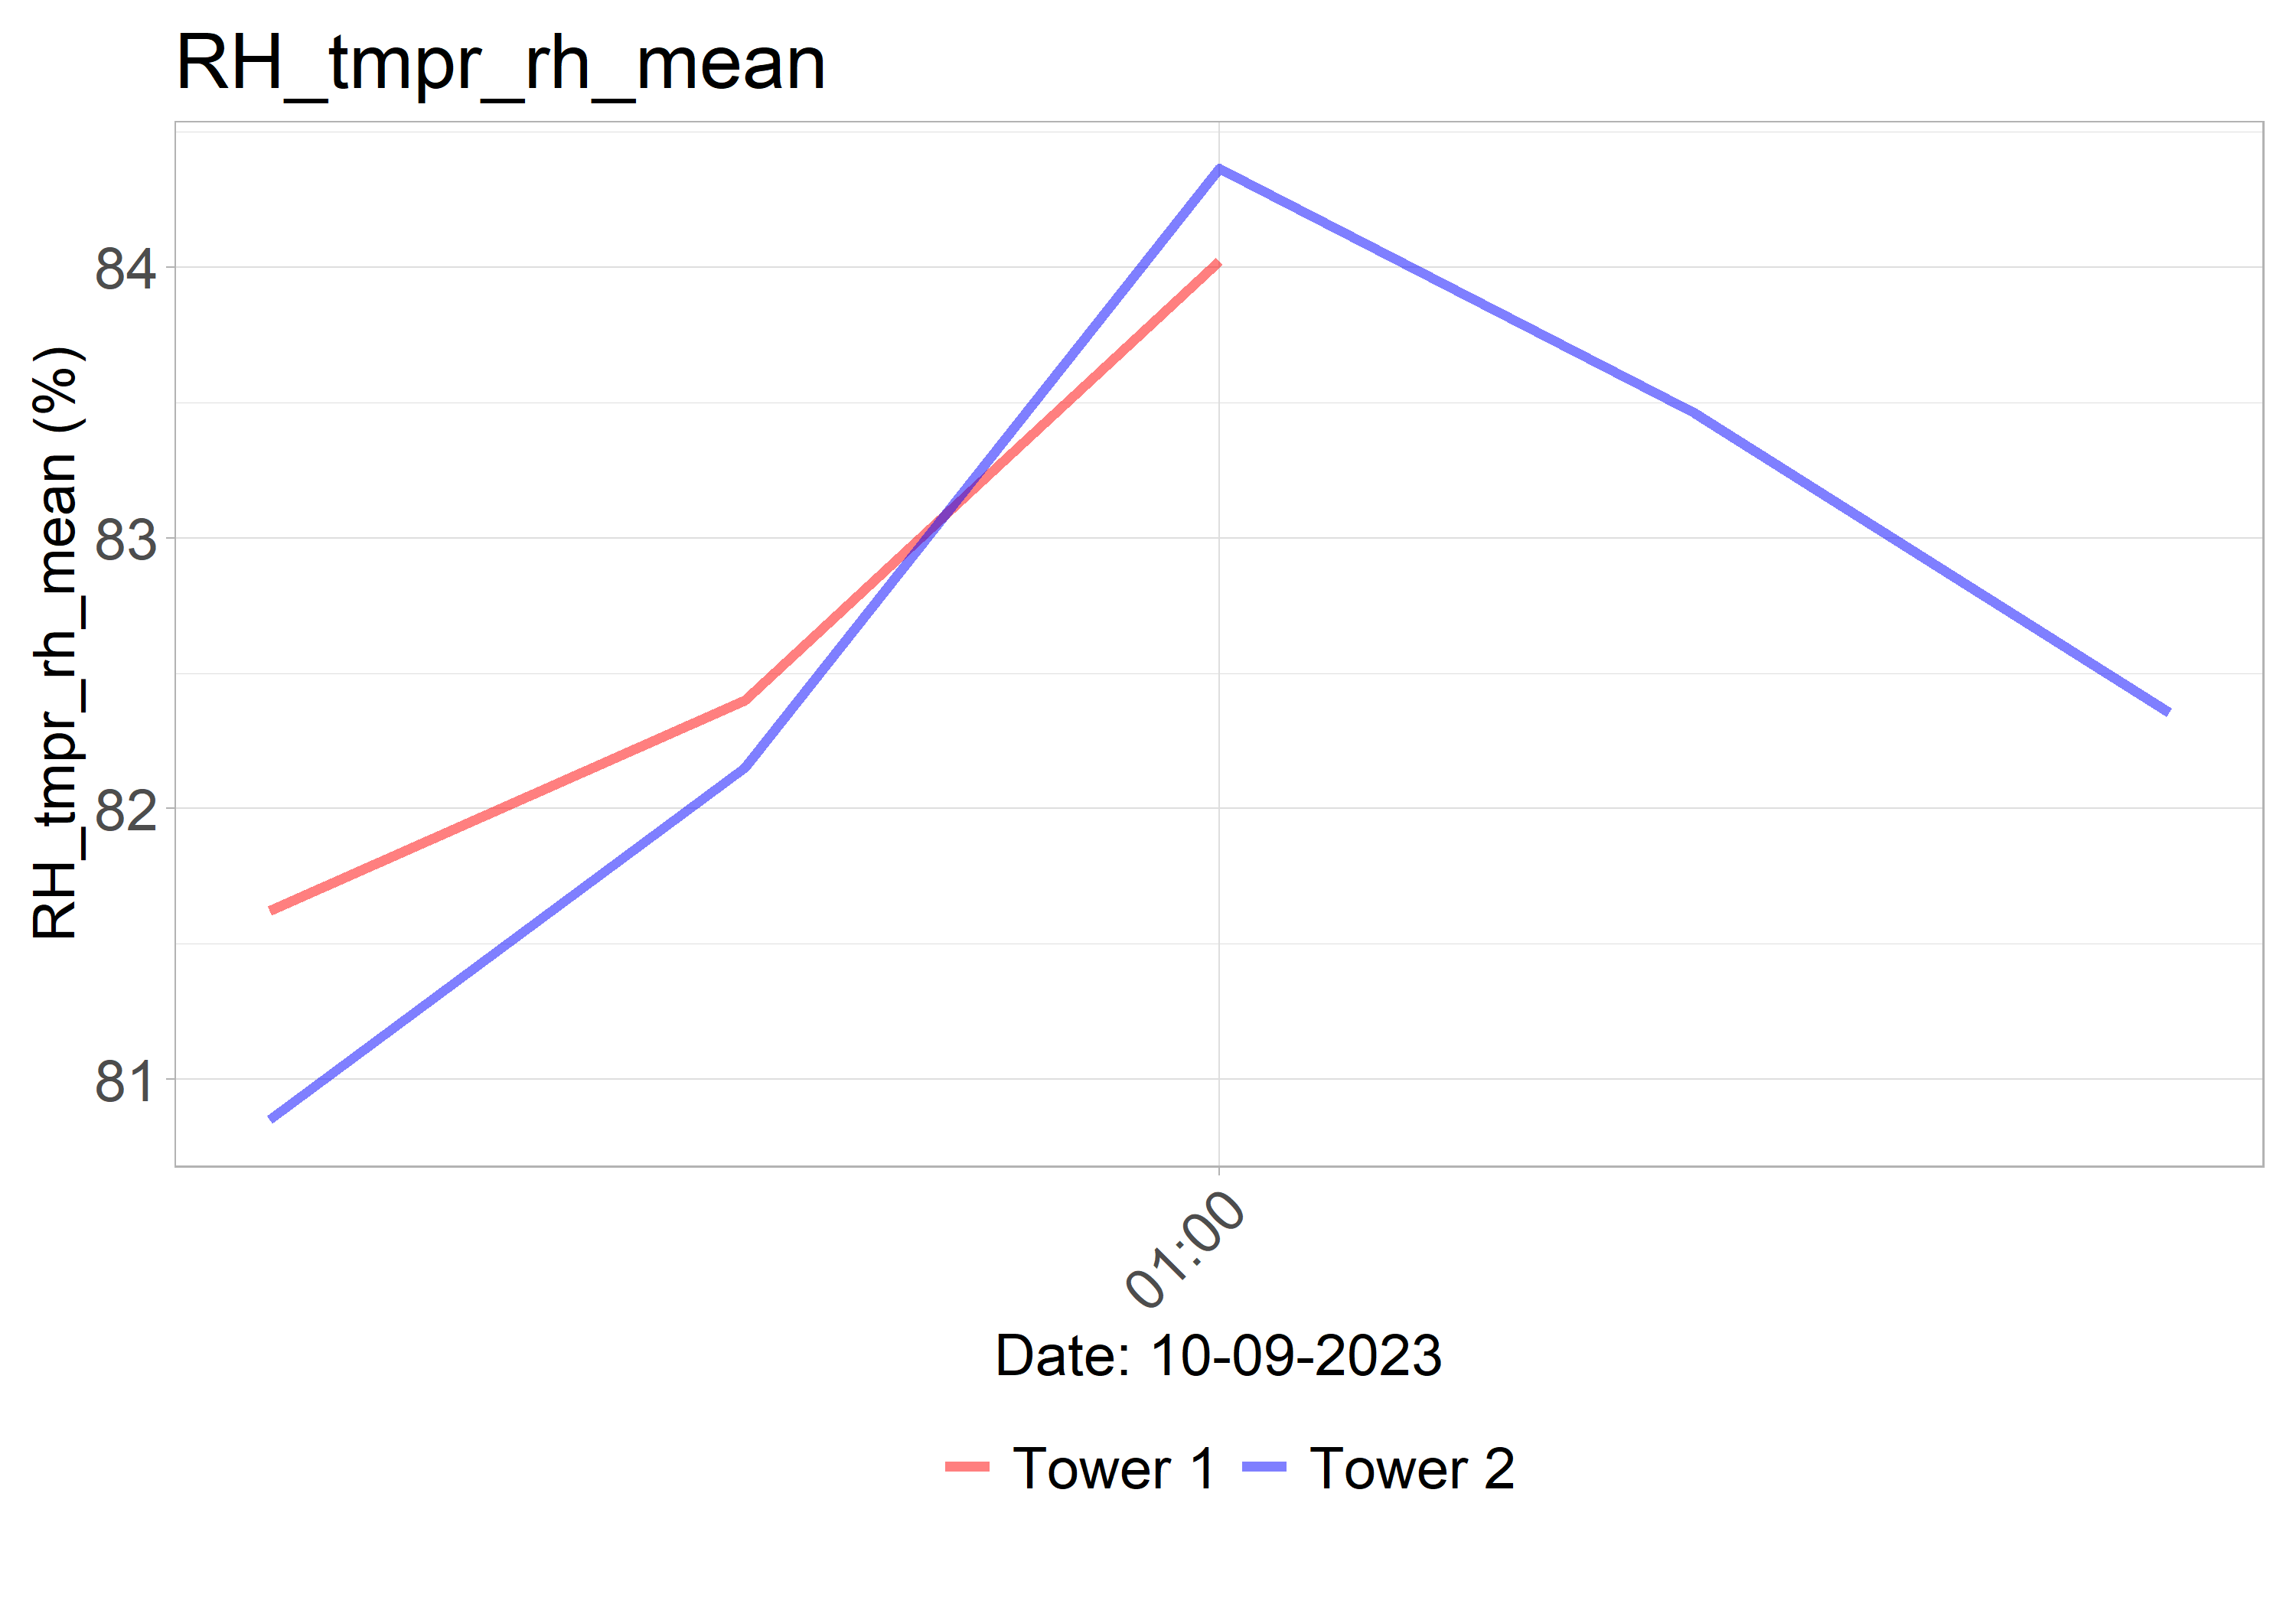 RH_tmpr_rh_mean
RH_tmpr_rh_mean (%)
84
83
82
81
01:00
Date: 10-09-2023
Tower 1 Tower 2